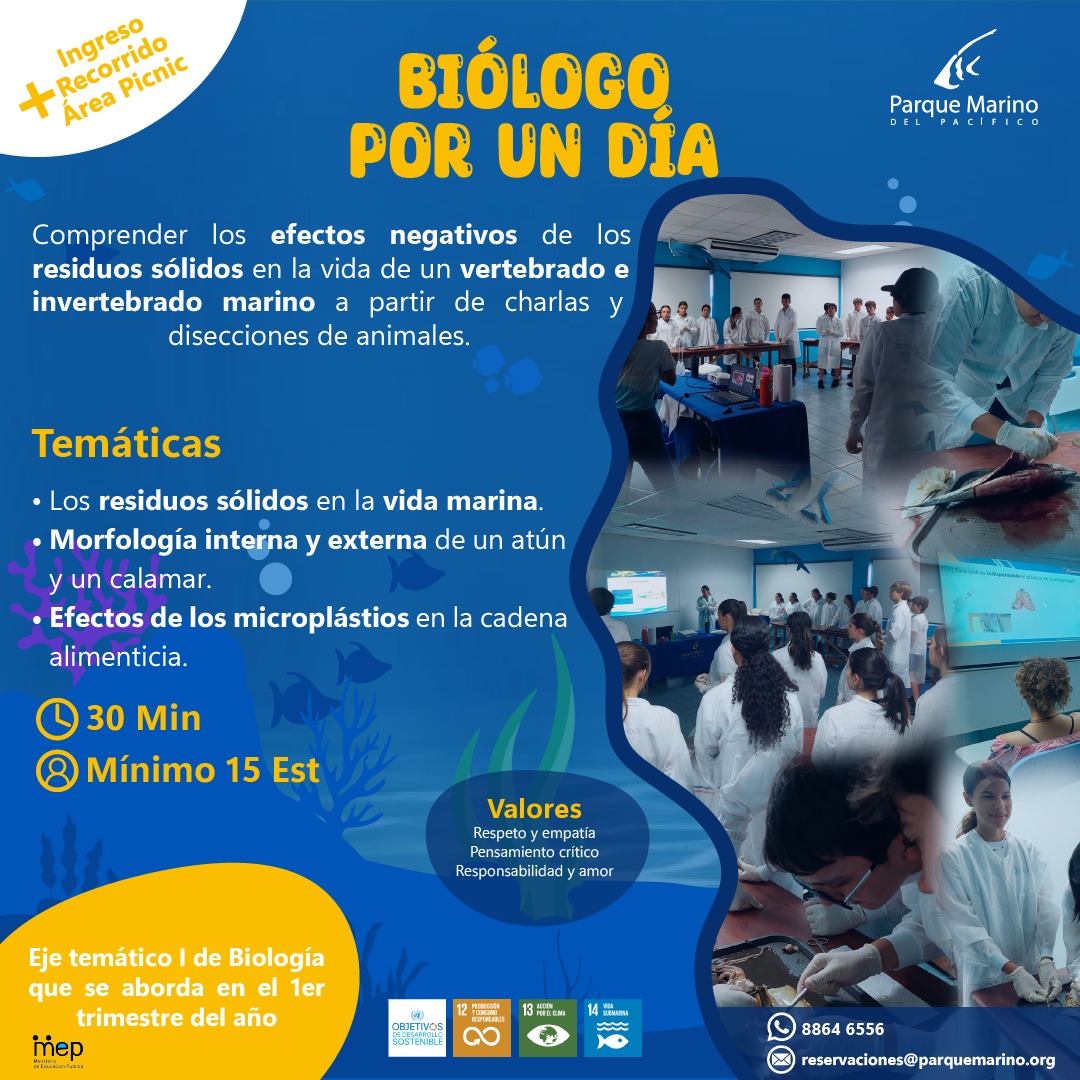 Ingreso
+ Recorrido
Área Picnic
BIÓLOGO
POR UN DÍA
Parque Marino
DEL PACÍFICO
Comprender los efectos negativos de los
residuos sólidos en la vida de un vertebrado e
invertebrado marino a partir de charlas y
disecciones de animales.
Temáticas
• Los residuos sólidos en la vida marina.
• Morfología interna y externa de un atún
y un calamar.
• Efectos de los microplástios en la cadena
alimenticia.
30 Min
Mínimo 15 Est
Valores
Respeto y empatía
Pensamiento crítico
Responsabilidad y amor
Eje temático I de Biología
que se aborda en el 1er
trimestre del año
mep
Ministerio
de Educación Pública
OBJETIVOS
DE DESARROLLO
SOSTENIBLE
12 PRODUCCIÓN
Y CONSUMO
RESPONSABLES
13 ACCIÓN
POR EL CLIMA
14 VIDA
SUBMARINA
8864 6556
reservaciones@parquemarino.org
Parque Marino